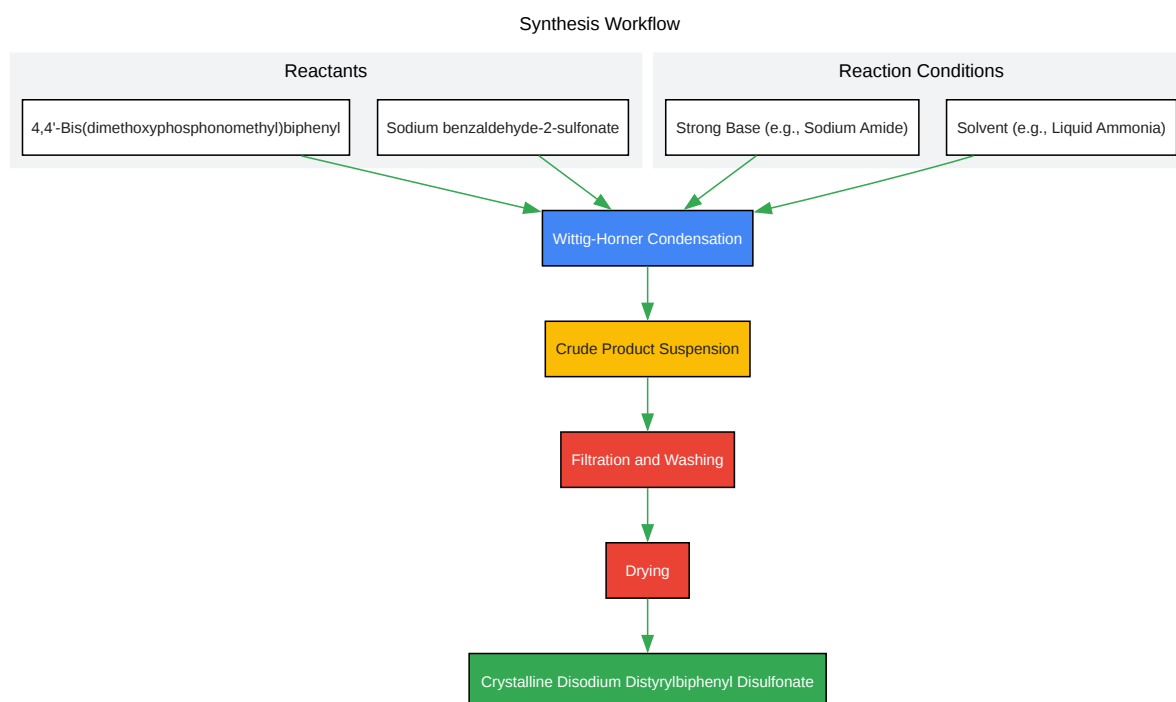 Synthesis Workflow
Reactants
Reaction Conditions
4,4'-Bis(dimethoxyphosphonomethyl)biphenyl
Sodium benzaldehyde-2-sulfonate
Strong Base (e.g., Sodium Amide)
Solvent (e.g., Liquid Ammonia)
Wittig-Horner Condensation
Crude Product Suspension
Filtration and Washing
Drying
Crystalline Disodium Distyrylbiphenyl Disulfonate